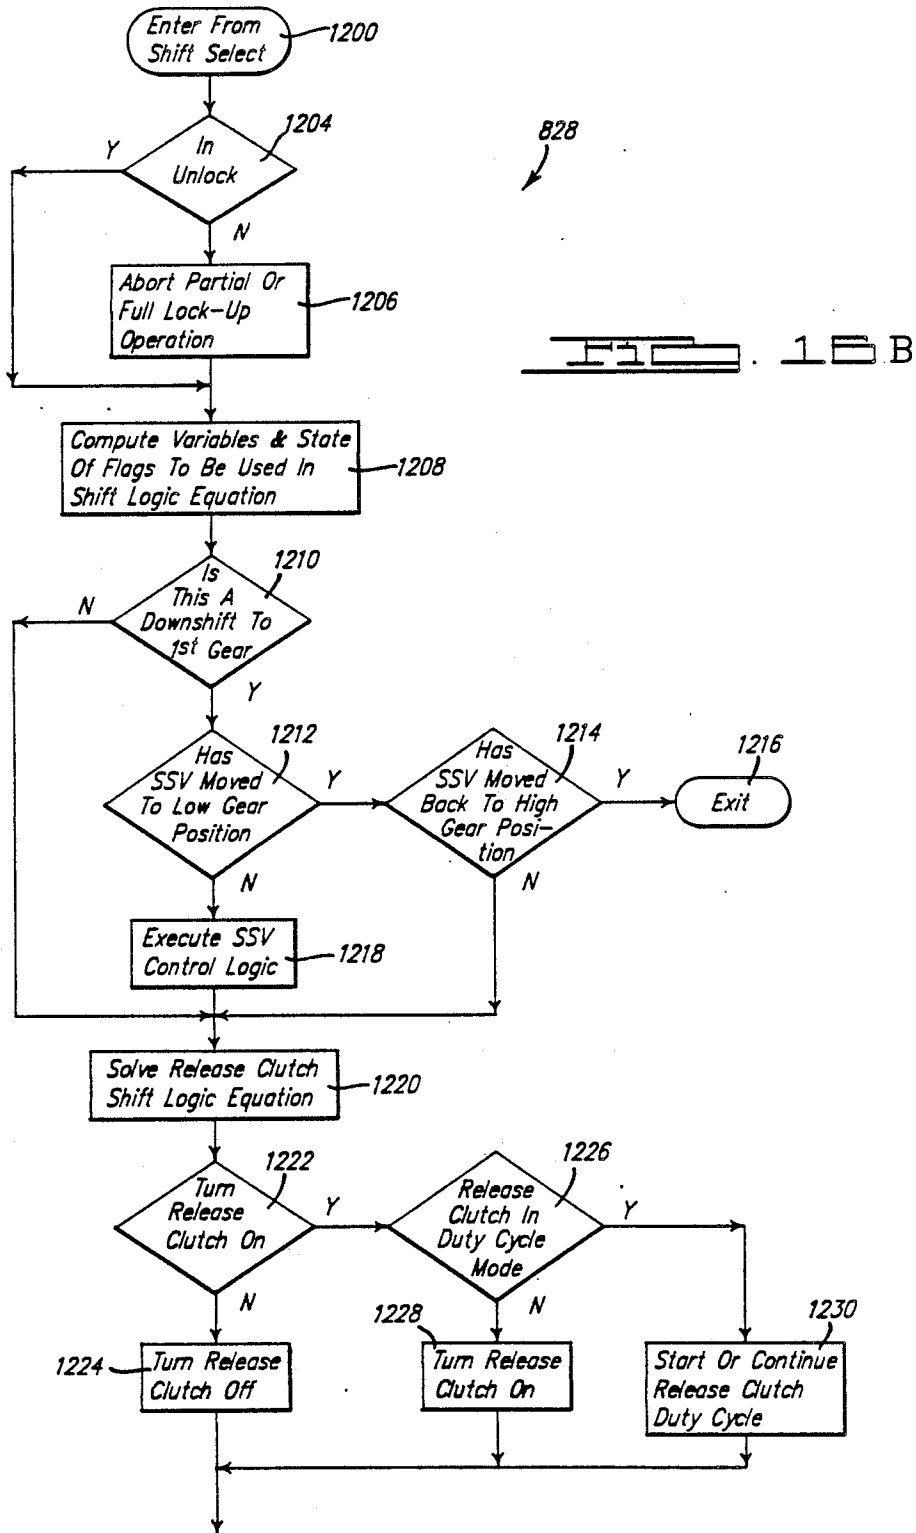 Enter From
Shift Select
1200
1204
In
Unlock
Y
N
828
Abort Partial Or
Full Lock-Up
Operation
1206
FIG. 1 B
Compute Variables & State
Of Flags To Be Used In
Shift Logic Equation
1208
1210
Is
This A
Downshift To
1st Gear
N
Y
1212
Has
SSV Moved
To Low Gear
Position
Y
N
1214
Has
SSV Moved
Back To High
Gear Posi-
tion
Y
N
1216
Exit
Execute SSV
Control Logic
1218
Solve Release Clutch
Shift Logic Equation
1220
1222
Turn
Release
Clutch On
Y
N
1226
Release
Clutch In
Duty Cycle
Mode
Y
N
1224
Turn Release
Clutch Off
1228
Turn Release
Clutch On
1230
Start Or Continue
Release Clutch
Duty Cycle